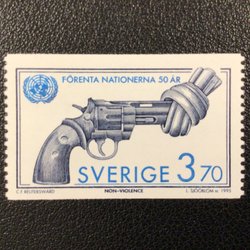 FÖRENTA NATIONERNA 50 ÅR
SVERIGE 3 70
C F REUTERSWÄRD NON-VIOLENCE L. SJÖÖBLOM sc. 1995